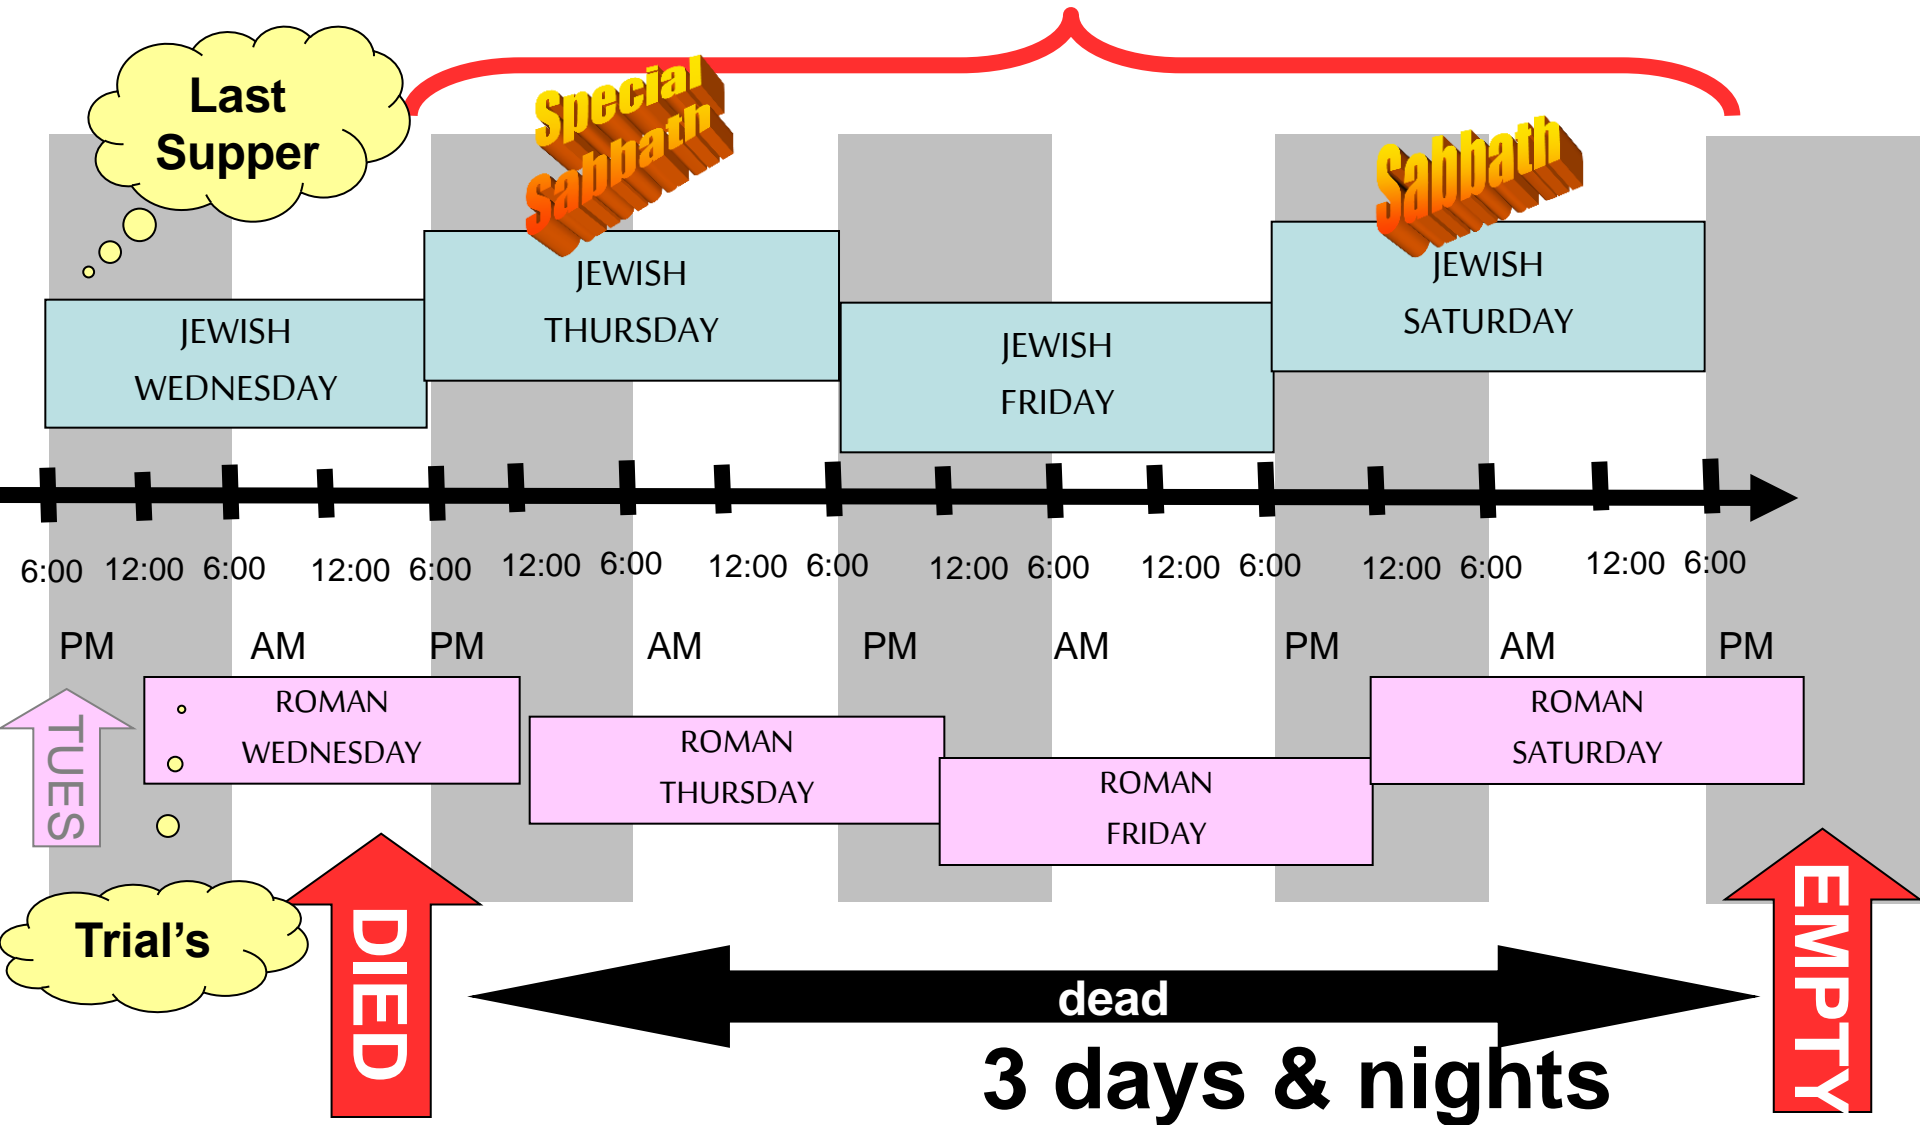 Last
Supper
Special
Sabbath
Sabbath
JEWISH
WEDNESDAY
JEWISH
THURSDAY
JEWISH
FRIDAY
JEWISH
SATURDAY
6:00 12:00 6:00 12:00 6:00 12:00 6:00 12:00 6:00 12:00 6:00 12:00 6:00 12:00 6:00 12:00 6:00
PM AM PM AM PM AM PM AM PM
TUES
ROMAN
WEDNESDAY
ROMAN
THURSDAY
ROMAN
FRIDAY
ROMAN
SATURDAY
Trial's
DIED
dead
3 days & nights
EMPTY